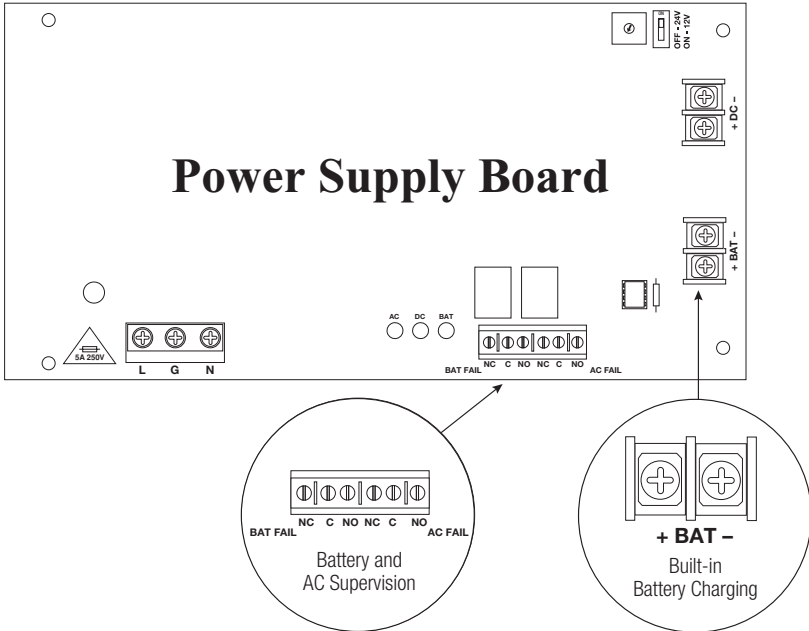 ON
OFF - 24V
ON - 12V
+ DC –
Power Supply Board
+ BAT –
AC DC BAT
5A 250V
L G N
BAT FAIL NC C NO NC C NO AC FAIL
NC C NO NC C NO
BAT FAIL AC FAIL
Battery and
AC Supervision
+ BAT –
Built-in
Battery Charging